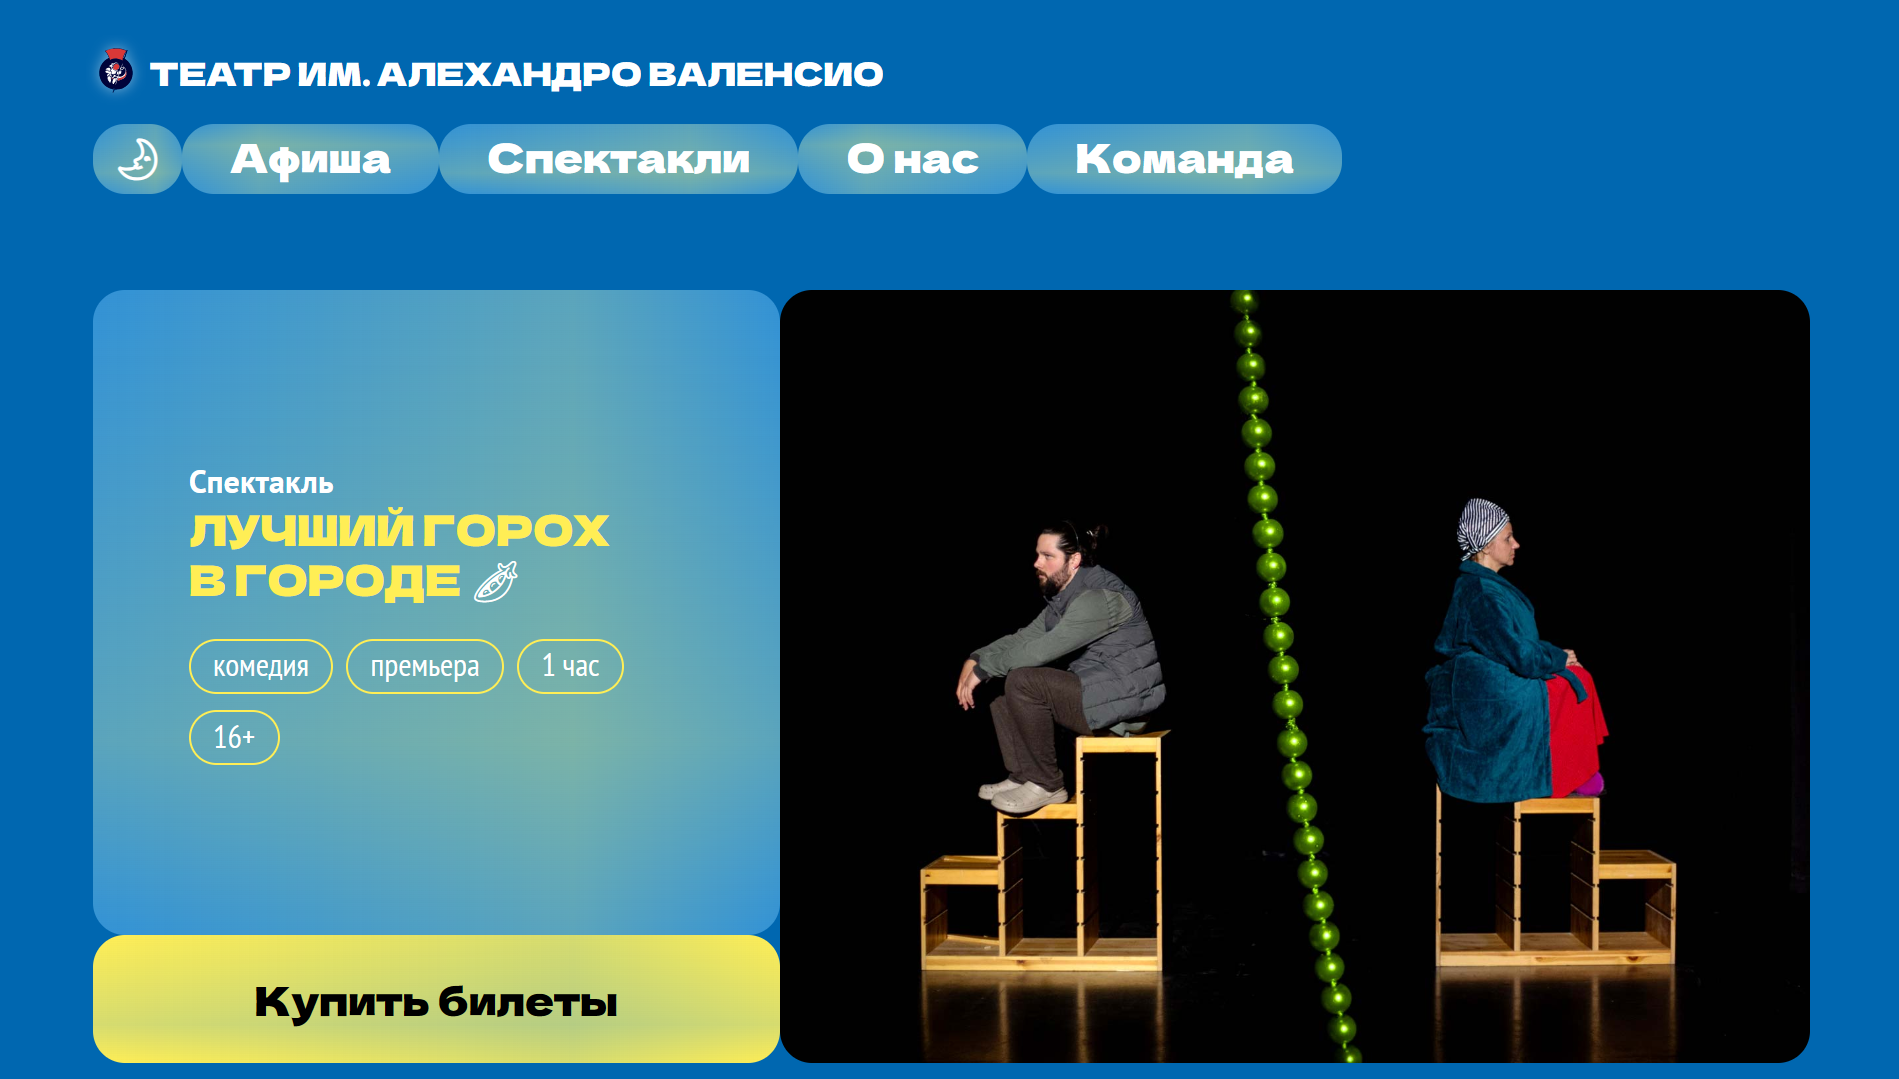 ТЕАТР ИМ. АЛЕХАНДРО ВАЛЕНСИО
Афиша
Спектакли
О нас
Команда
Спектакль
ЛУЧШИЙ ГОРОХ
В ГОРОДЕ
комедия
премьера
1 час
16+
Купить билеты